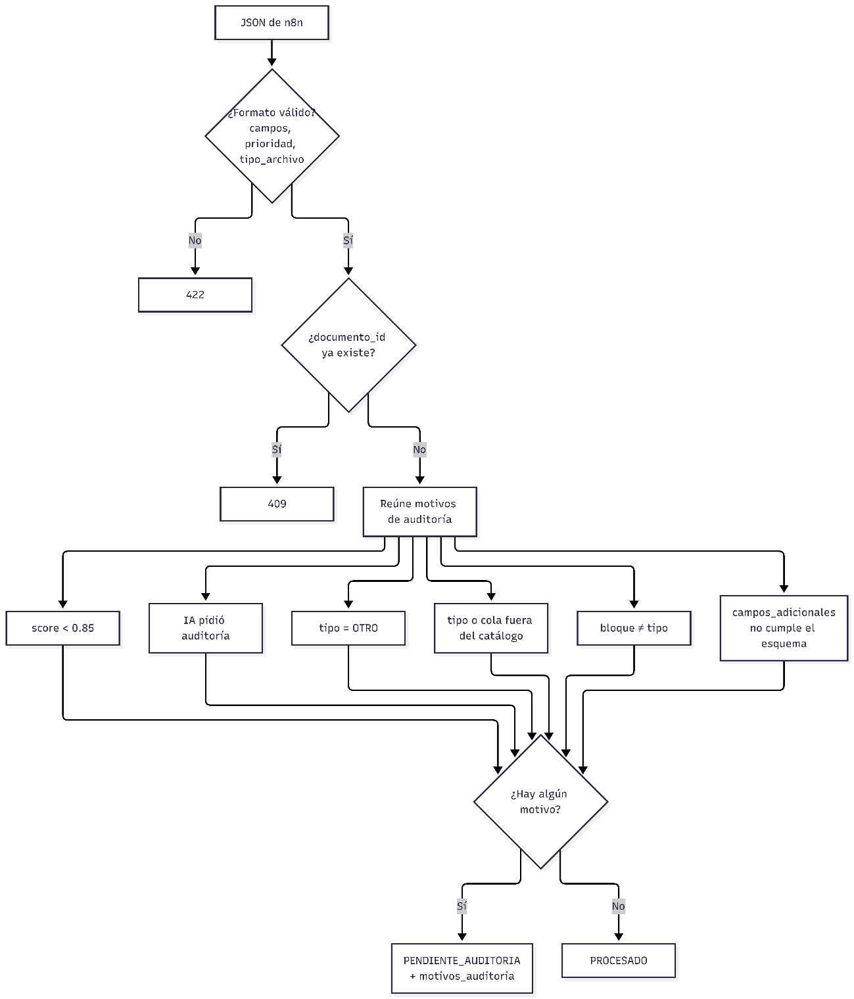 JSON de n8n
¿Formato válido?
campos,
prioridad,
tipo_archivo
No
Sí
422
¿documento_id
ya existe?
Sí
No
409
Reúne motivos
de auditoría
score < 0.85
IA pidió
auditoría
tipo = OTRO
tipo o cola fuera
del catálogo
bloque ≠ tipo
campos_adicionales
no cumple el
esquema
¿Hay algún
motivo?
Sí
No
PENDIENTE_AUDITORIA
+ motivos_auditoria
PROCESADO